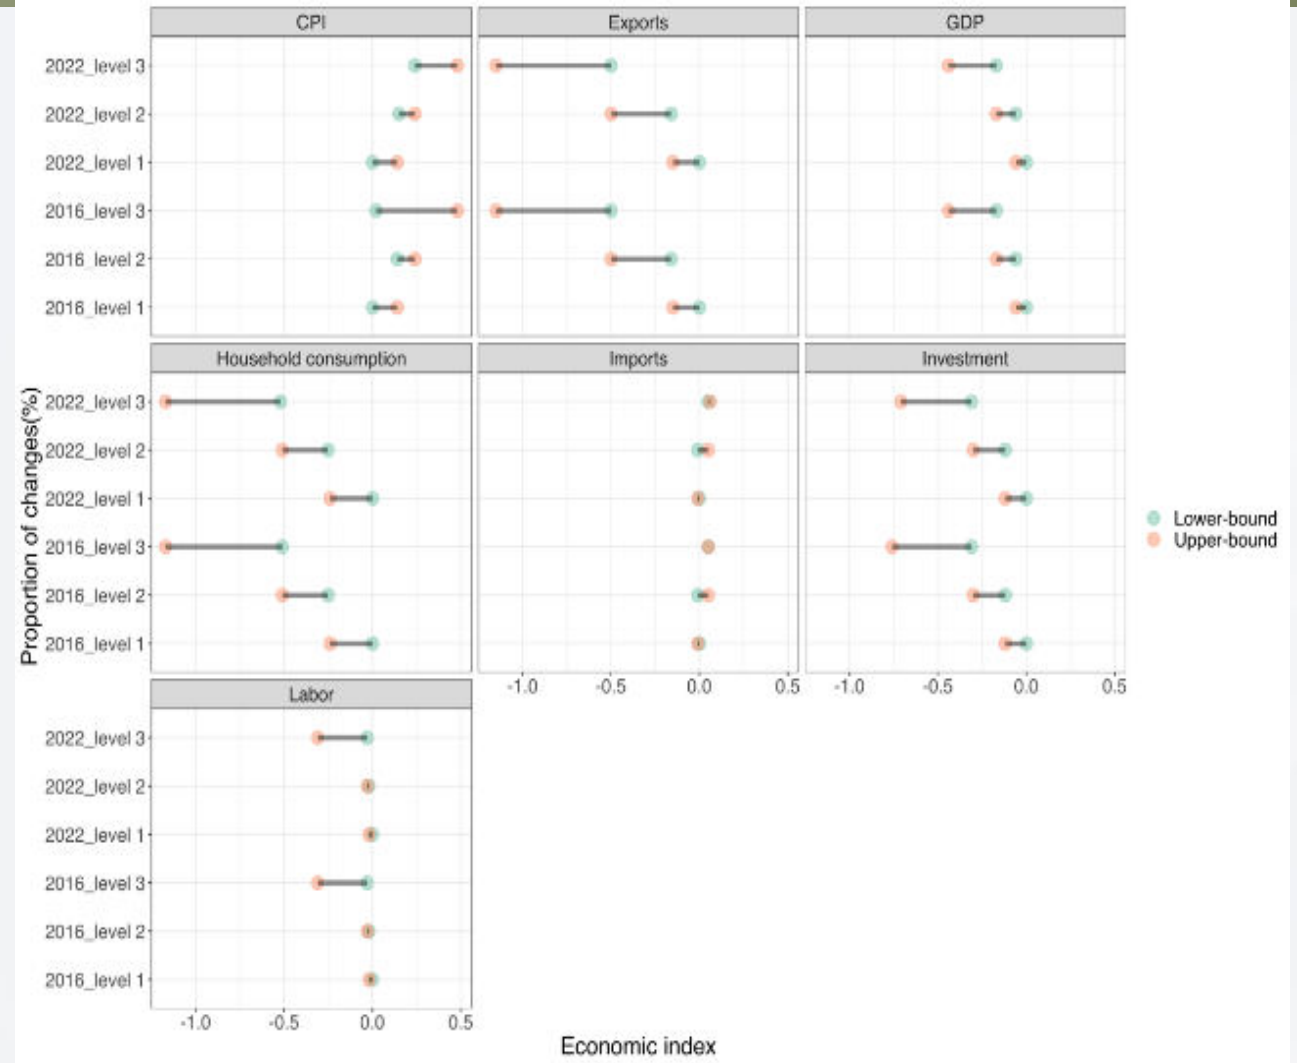 CPI
Exports
GDP
2022_level 3
2022_level 2
2022_level 1
2016_level 3
2016_level 2
2016_level 1
Household consumption
Imports
Investment
Proportion of changes(%)
2022_level 3
2022_level 2
2022_level 1
2016_level 3
2016_level 2
2016_level 1
Lower-bound
Upper-bound
-1.0 -0.5 0.0 0.5
-1.0 -0.5 0.0 0.5
Labor
2022_level 3
2022_level 2
2022_level 1
2016_level 3
2016_level 2
2016_level 1
-1.0 -0.5 0.0 0.5
Economic index